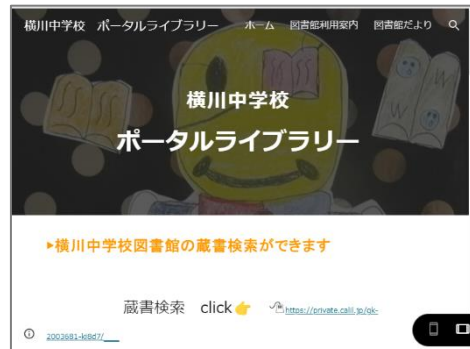 横川中学校 ポータルライブラリー ホーム 図書館利用案内 図書館だより
横川中学校
ポータルライブラリー
▶横川中学校図書館の蔵書検索ができます
蔵書検索 click👉 https://private.calil.jp/gk-
2003681-ki8d7/